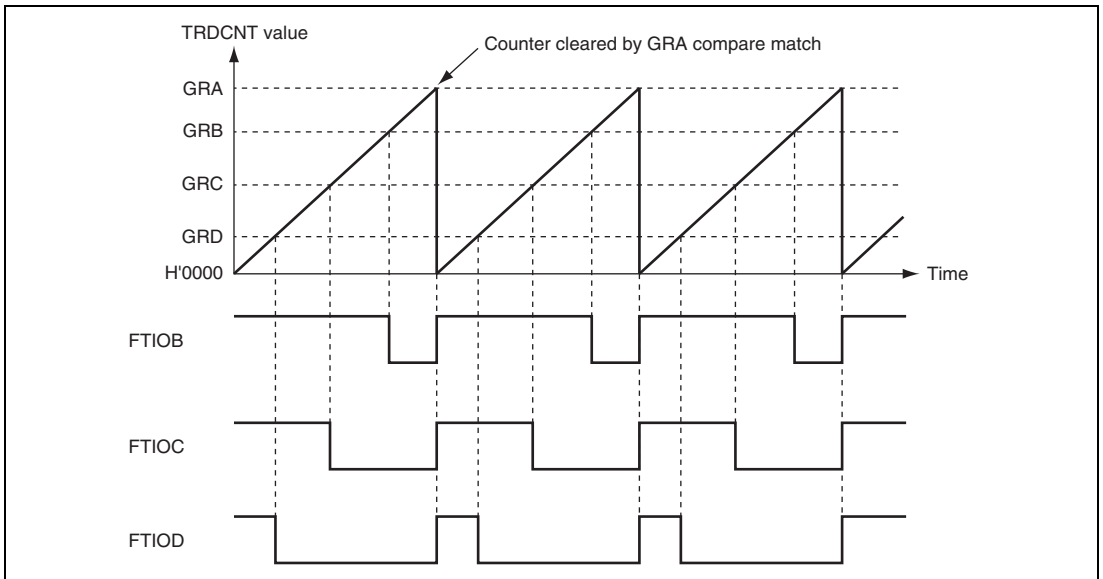 TRDCNT value
Counter cleared by GRA compare match
GRA
GRB
GRC
GRD
H'0000
Time
FTIOB
FTIOC
FTIOD